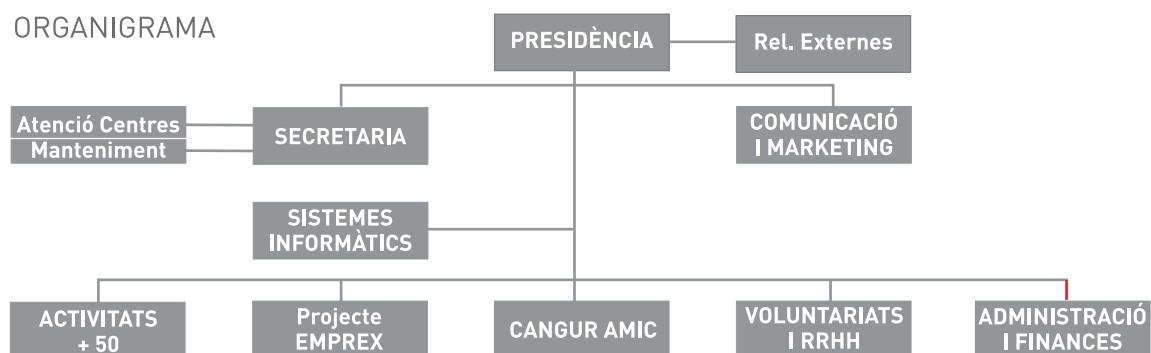 ORGANIGRAMA
PRESIDÈNCIA
Rel. Externes
Atenció Centres
Manteniment
SECRETARIA
COMUNICACIÓ
I MARKETING
SISTEMES
INFORMÀTICS
ACTIVITATS
+ 50
Projecte
EMPREX
CANGUR AMIC
VOLUNTARIATS
I RRHH
ADMINISTRACIÓ
I FINANCES